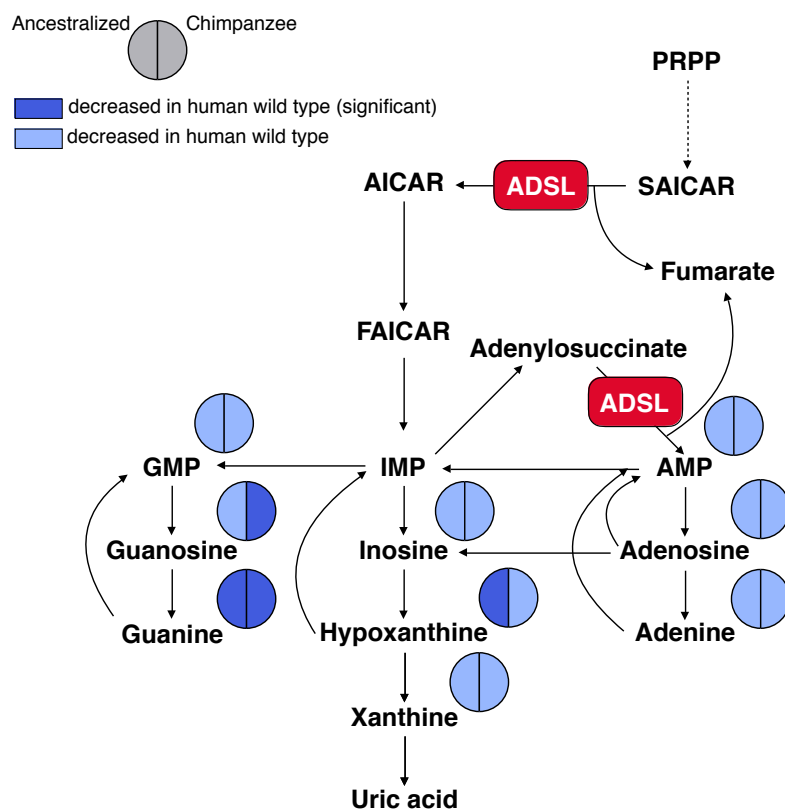 Ancestralized Chimpanzee
PRPP
decreased in human wild type (significant)
decreased in human wild type
AICAR ADSL SAICAR
Fumarate
FAICAR
Adenylosuccinate
ADSL
GMP IMP AMP
Guanosine Inosine Adenosine
Guanine Hypoxanthine Adenine
Xanthine
Uric acid